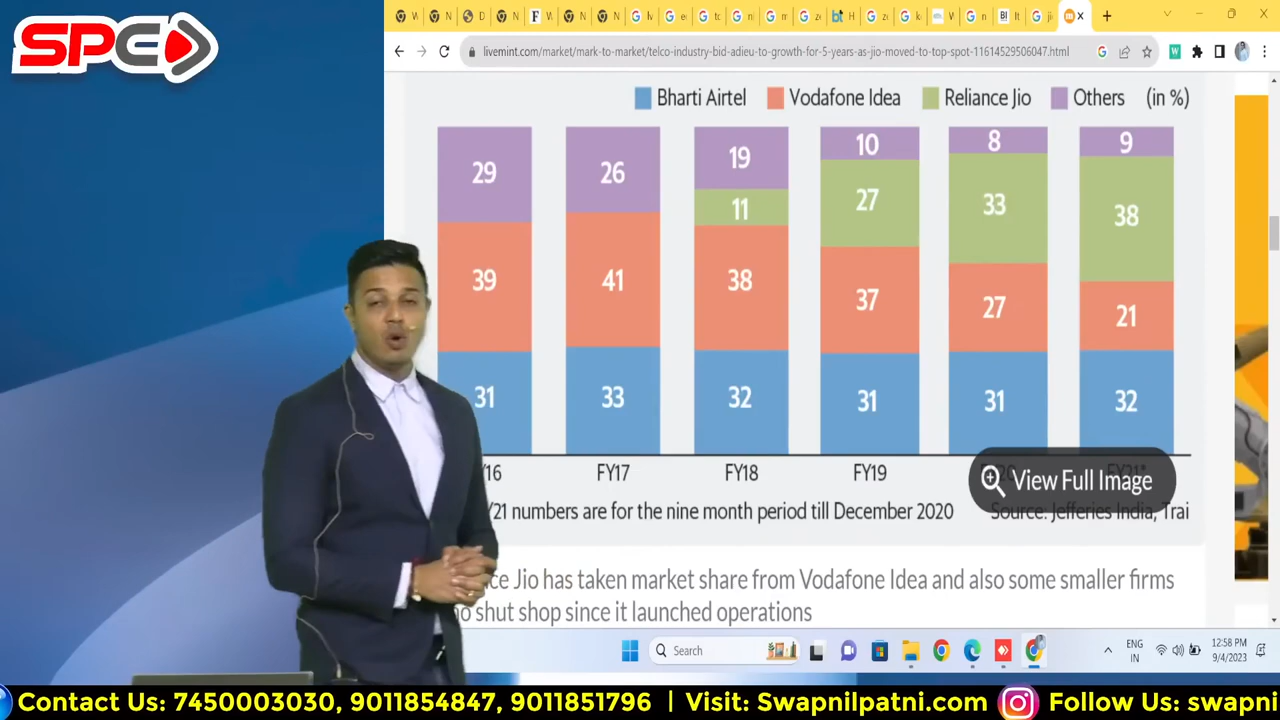 SPE
livemint.com/market/mark-to-market/telco-industry-bid-adieu-to-growth-for-5-years-as-jio-moved-to-top-spot-11614529506047.html
Bharti Airtel Vodafone Idea Reliance Jio Others (in %)
29 26 19 10 8 9
11 27 33 38
39 41 38 37 27 21
31 33 32 31 31 32
Y16 FY17 FY18 FY19
View Full Image
/21 numbers are for the nine month period till December 2020 Source: Jefferies India, Trai
ce Jio has taken market share from Vodafone Idea and also some smaller firms
o shut shop since it launched operations
Search
ENG
IN
12:58 PM
9/4/2023
Contact Us: 7450003030, 9011854847, 9011851796 | Visit: Swapnilpatni.com Follow Us: swapni